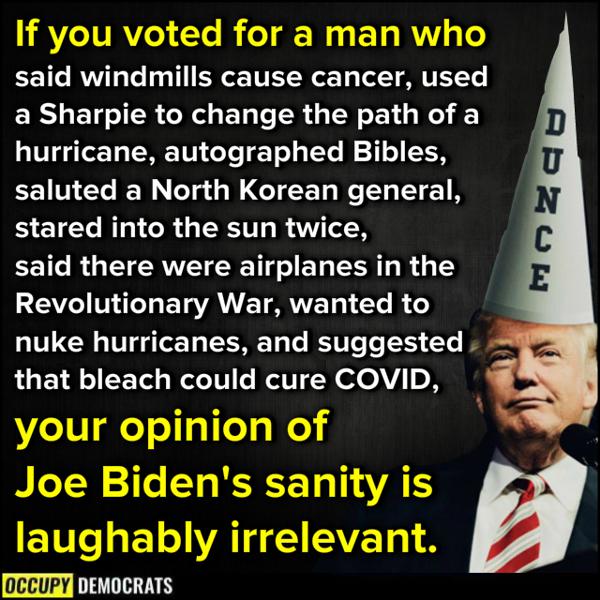 If you voted for a man who
said windmills cause cancer, used
a Sharpie to change the path of a
hurricane, autographed Bibles,
saluted a North Korean general,
stared into the sun twice,
said there were airplanes in the
Revolutionary War, wanted to
nuke hurricanes, and suggested
that bleach could cure COVID,
your opinion of
Joe Biden's sanity is
laughably irrelevant.
DUNCE
OCCUPY DEMOCRATS